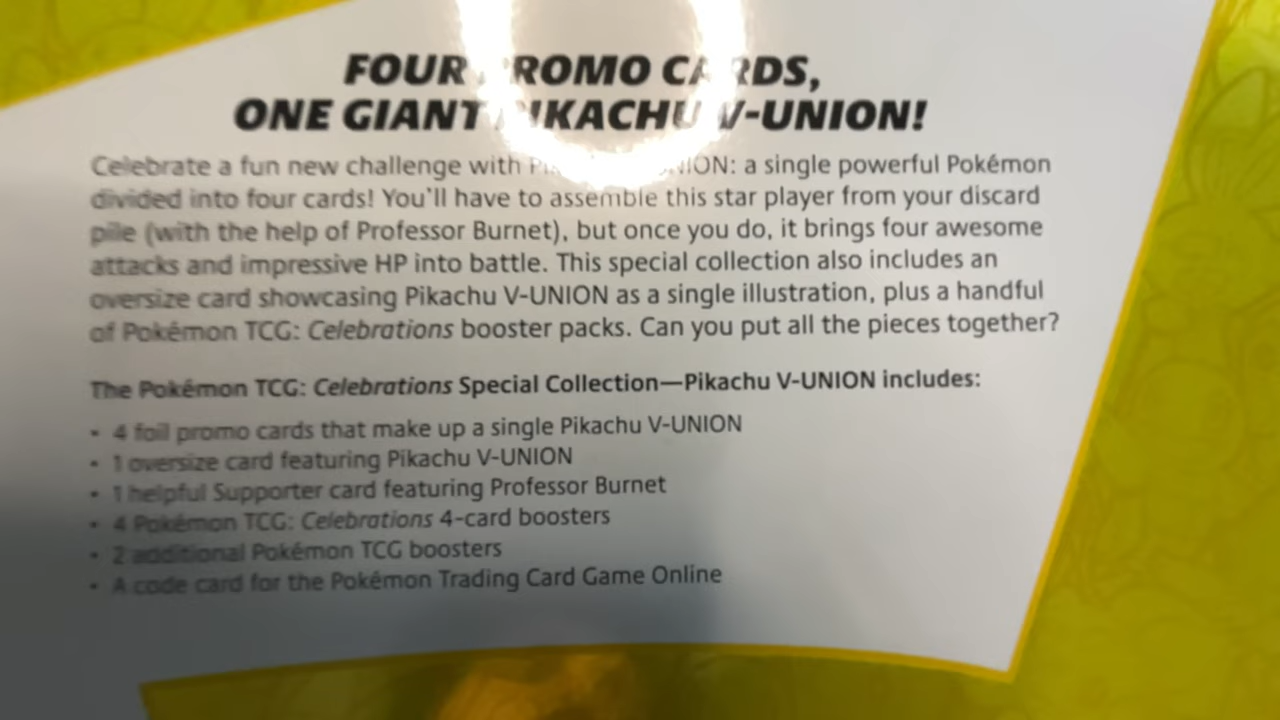 FOUR PROMO CARDS,
ONE GIANT PIKACHU V-UNION!
Celebrate a fun new challenge with Pikachu V-UNION: a single powerful Pokémon
divided into four cards! You'll have to assemble this star player from your discard
pile (with the help of Professor Burnet), but once you do, it brings four awesome
attacks and impressive HP into battle. This special collection also includes an
oversize card showcasing Pikachu V-UNION as a single illustration, plus a handful
of Pokémon TCG: Celebrations booster packs. Can you put all the pieces together?
The Pokémon TCG: Celebrations Special Collection—Pikachu V-UNION includes:
• 4 foil promo cards that make up a single Pikachu V-UNION
• 1 oversize card featuring Pikachu V-UNION
• 1 helpful Supporter card featuring Professor Burnet
• 4 Pokémon TCG: Celebrations 4-card boosters
• 2 additional Pokémon TCG boosters
• A code card for the Pokémon Trading Card Game Online